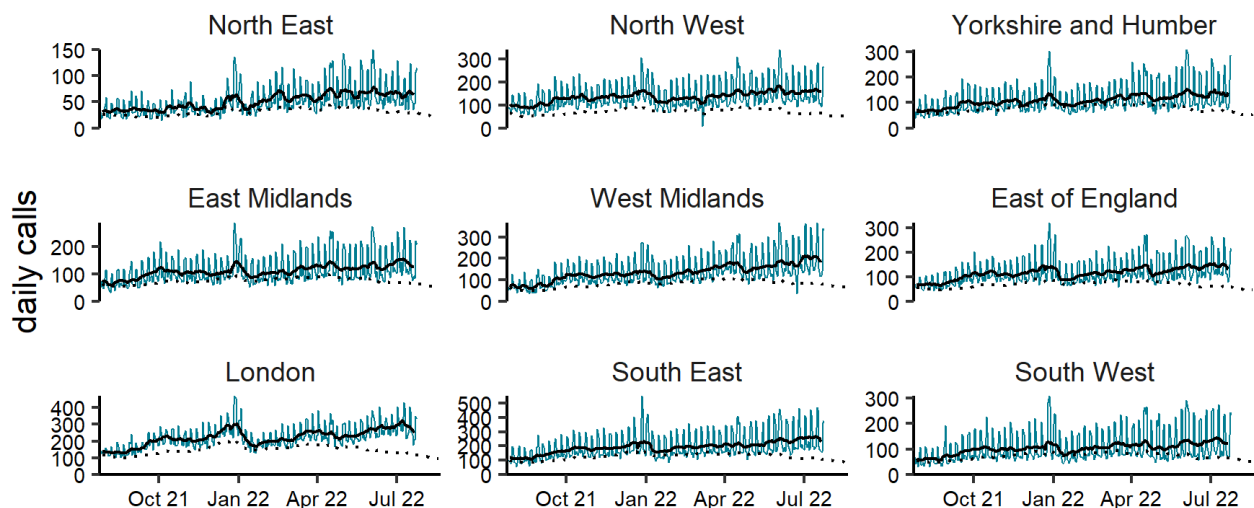 North East
North West
Yorkshire and Humber
150
100
50
0
300
200
100
0
300
200
100
0
East Midlands
West Midlands
East of England
daily calls
200
100
0
300
200
100
0
300
200
100
0
London
South East
South West
400
300
200
100
0
500
400
300
200
100
0
300
200
100
0
Oct 21 Jan 22 Apr 22 Jul 22
Oct 21 Jan 22 Apr 22 Jul 22
Oct 21 Jan 22 Apr 22 Jul 22